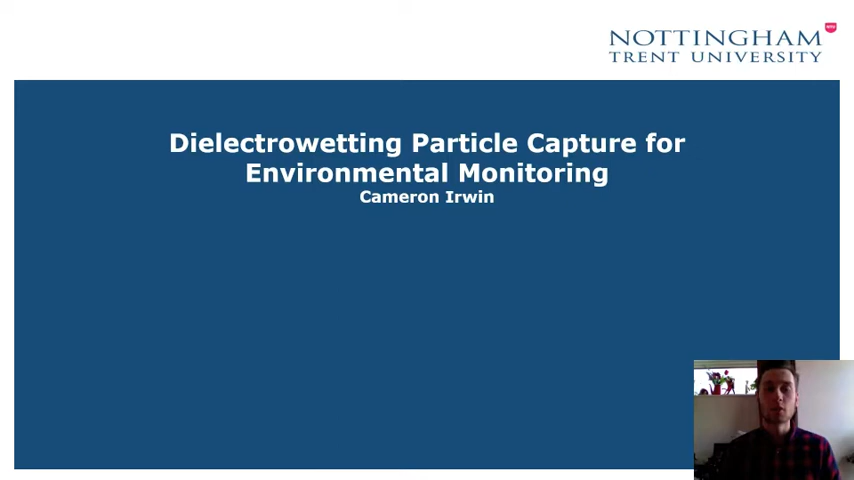 NOTTINGHAM
TRENT UNIVERSITY
Dielectrowetting Particle Capture for
Environmental Monitoring
Cameron Irwin